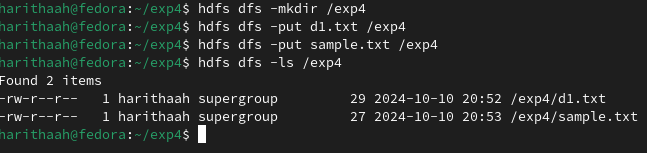 harithaah@fedora:~/exp4$ hdfs dfs -mkdir /exp4
harithaah@fedora:~/exp4$ hdfs dfs -put d1.txt /exp4
harithaah@fedora:~/exp4$ hdfs dfs -put sample.txt /exp4
harithaah@fedora:~/exp4$ hdfs dfs -ls /exp4
Found 2 items
-rw-r--r--   1 harithaah supergroup         29 2024-10-10 20:52 /exp4/d1.txt
-rw-r--r--   1 harithaah supergroup         27 2024-10-10 20:53 /exp4/sample.txt
harithaah@fedora:~/exp4$